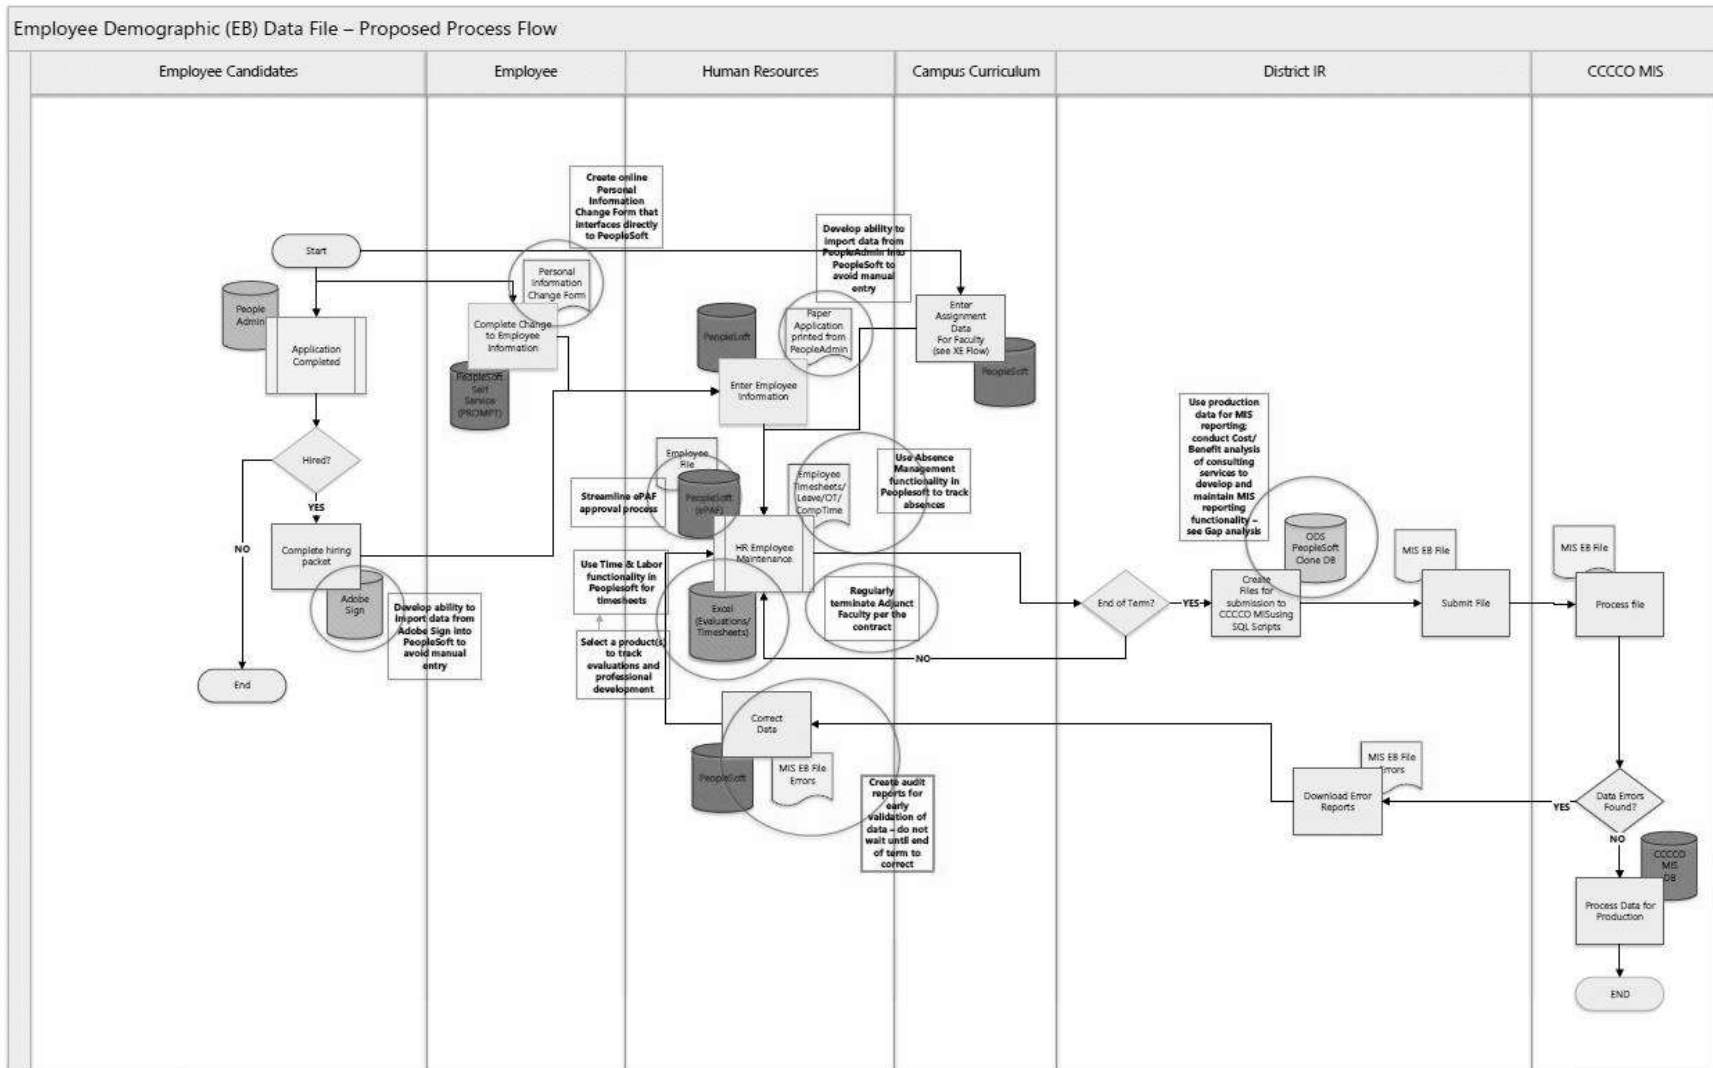 Employee Demographic (EB) Data File – Proposed Process Flow
Employee Candidates
Employee
Human Resources
Campus Curriculum
District IR
CCCCO MIS
Create online
Personal
Information
Change Form that
interfaces directly
to PeopleSoft
Develop ability to
import data from
PeopleAdmin into
PeopleSoft to
avoid manual
entry
Start
Personal
Information
Change Form
People
Admin
Application
Completed
Complete Change
to Employee
Information
PeopleSoft
Self
Service
(PROMPT)
PeopleSoft
Paper
Application
printed from
PeopleAdmin
Enter Employee
Information
Enter
Assignment
Data
For Faculty
(see XE Flow)
PeopleSoft
Use production
data for MIS
reporting;
conduct Cost/
Benefit analysis
of consulting
services to
develop and
maintain MIS
reporting
functionality –
see Gap analysis
Hired?
YES
NO
Employee
File
PeopleSoft
(ePAF)
Streamline ePAF
approval process
Employee
Timesheets/
Leave/OT/
CompTime
Use Absence
Management
functionality in
Peoplesoft to track
absences
ODS
PeopleSoft
Clone DB
MIS EB File
MIS EB File
Complete hiring
packet
Adobe
Sign
Develop ability to
import data from
Adobe Sign into
PeopleSoft to
avoid manual
entry
End
HR Employee
Maintenance
Use Time & Labor
functionality in
Peoplesoft for
timesheets
Select a product(s)
to track
evaluations and
professional
development
Excel
(Evaluations/
Timesheets)
Regularly
terminate Adjunct
Faculty per the
contract
End of Term?
YES
NO
Create
Files for
submission to
CCCCO MISusing
SQL Scripts
Submit File
Process file
Correct
Data
PeopleSoft
MIS EB File
Errors
Create audit
reports for
early
validation of
data – do not
wait until end
of term to
correct
MIS EB File
Errors
Download Error
Reports
YES
Data Errors
Found?
NO
CCCCO
MIS
DB
Process Data for
Production
END